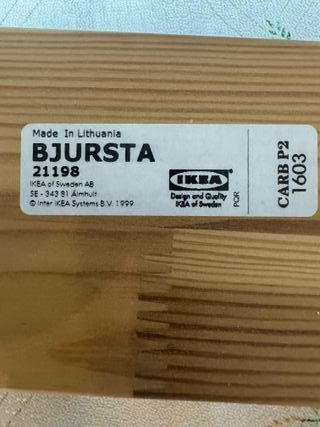 Made In Lithuania
BJURSTA
21198
IKEA of Sweden AB
SE - 343 81 Älmhult
© Inter IKEA Systems B.V. 1999
IKEA
Design and Quality
IKEA of Sweden
PQR
CARB P2
1603